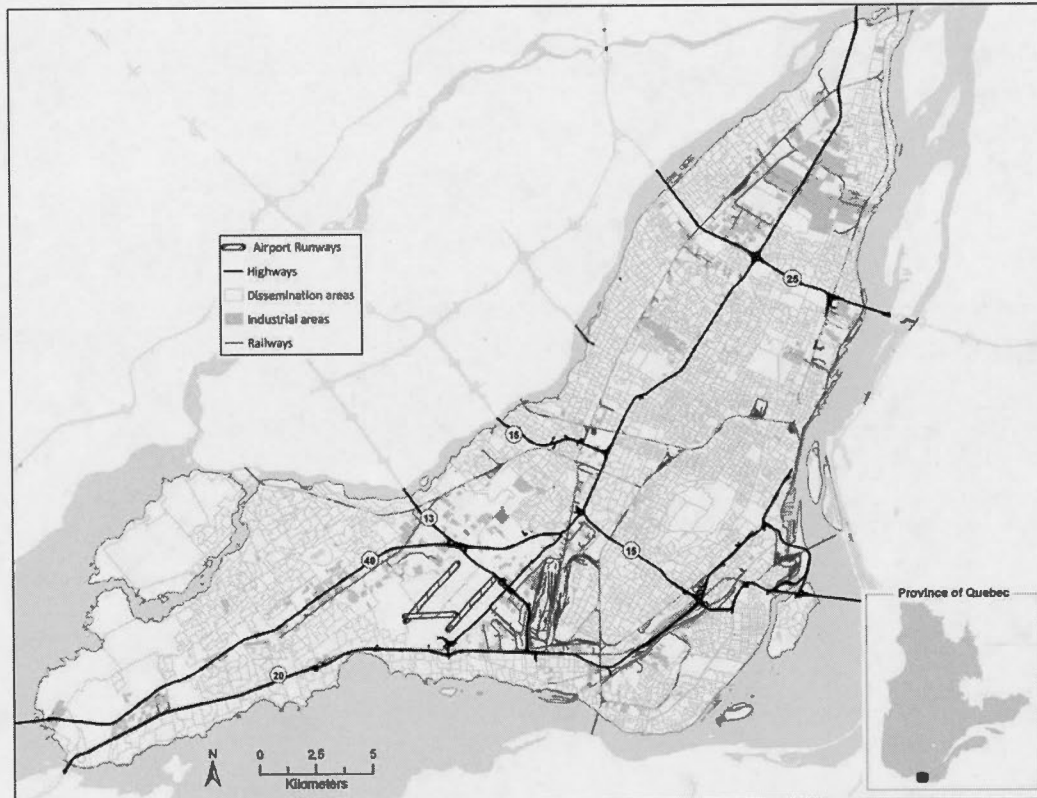 Airport Runways
Highways
Dissemination areas
Industrial areas
Railways
25
15
13
40
15
20
N
0 2,5 5
Kilometers
Province of Quebec